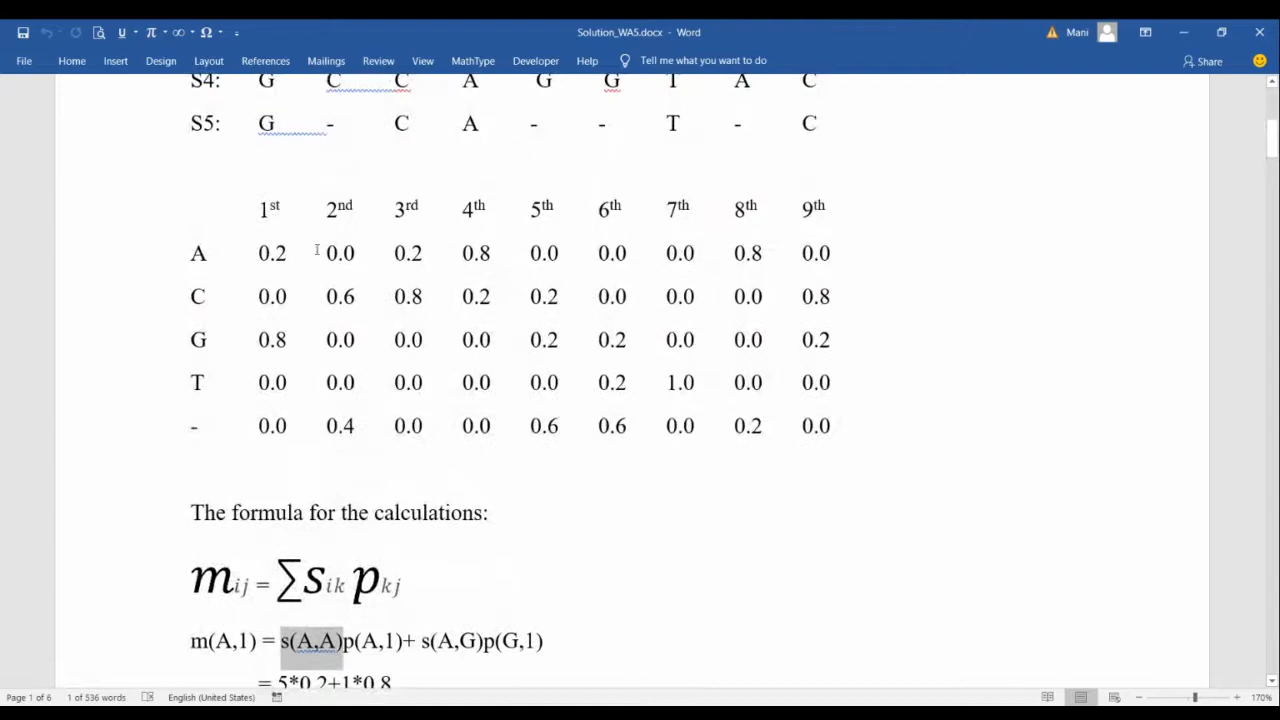 Solution_WA5.docx - Word
Mani
File Home Insert Design Layout References Mailings Review View MathType Developer Help Tell me what you want to do Share
S4: G C C A G G T A C
S5: G - C A - - T - C
1st 2nd 3rd 4th 5th 6th 7th 8th 9th
A 0.2 0.0 0.2 0.8 0.0 0.0 0.0 0.8 0.0
C 0.0 0.6 0.8 0.2 0.2 0.0 0.0 0.0 0.8
G 0.8 0.0 0.0 0.0 0.2 0.2 0.0 0.0 0.2
T 0.0 0.0 0.0 0.0 0.0 0.2 1.0 0.0 0.0
- 0.0 0.4 0.0 0.0 0.6 0.6 0.0 0.2 0.0
The formula for the calculations:
mij = ∑sik pkj
m(A,1) = s(A,A)p(A,1)+ s(A,G)p(G,1)
= 5*0.2+1*0.8
Page 1 of 6 1 of 536 words English (United States) 170%